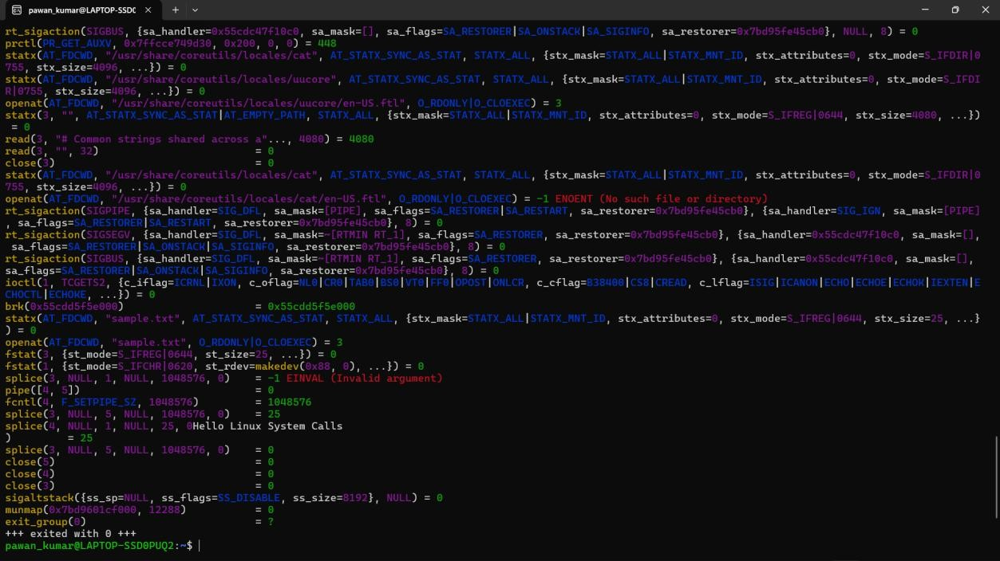 pawan_kumar@LAPTOP-SSD0
rt_sigaction(SIGBUS, {sa_handler=0x55cdc47f10c0, sa_mask=[], sa_flags=SA_RESTORER|SA_ONSTACK|SA_SIGINFO, sa_restorer=0x7bd95fe45cb0}, NULL, 8) = 0
prctl(PR_GET_AUXV, 0x7ffcce749d30, 0x200, 0, 0) = 448
statx(AT_FDCWD, "/usr/share/coreutils/locales/cat", AT_STATX_SYNC_AS_STAT, STATX_ALL, {stx_mask=STATX_ALL|STATX_MNT_ID, stx_attributes=0, stx_mode=S_IFDIR|0
755, stx_size=4096, ...}) = 0
statx(AT_FDCWD, "/usr/share/coreutils/locales/uucore", AT_STATX_SYNC_AS_STAT, STATX_ALL, {stx_mask=STATX_ALL|STATX_MNT_ID, stx_attributes=0, stx_mode=S_IFDI
R|0755, stx_size=4096, ...}) = 0
openat(AT_FDCWD, "/usr/share/coreutils/locales/uucore/en-US.ftl", O_RDONLY|O_CLOEXEC) = 3
statx(3, "", AT_STATX_SYNC_AS_STAT|AT_EMPTY_PATH, STATX_ALL, {stx_mask=STATX_ALL|STATX_MNT_ID, stx_attributes=0, stx_mode=S_IFREG|0644, stx_size=4080, ...})
 = 0
read(3, "# Common strings shared across a"..., 4080) = 4080
read(3, "", 32)                         = 0
close(3)                                = 0
statx(AT_FDCWD, "/usr/share/coreutils/locales/cat", AT_STATX_SYNC_AS_STAT, STATX_ALL, {stx_mask=STATX_ALL|STATX_MNT_ID, stx_attributes=0, stx_mode=S_IFDIR|0
755, stx_size=4096, ...}) = 0
openat(AT_FDCWD, "/usr/share/coreutils/locales/cat/en-US.ftl", O_RDONLY|O_CLOEXEC) = -1 ENOENT (No such file or directory)
rt_sigaction(SIGPIPE, {sa_handler=SIG_DFL, sa_mask=[PIPE], sa_flags=SA_RESTORER|SA_RESTART, sa_restorer=0x7bd95fe45cb0}, {sa_handler=SIG_IGN, sa_mask=[PIPE]
, sa_flags=SA_RESTORER|SA_RESTART, sa_restorer=0x7bd95fe45cb0}, 8) = 0
rt_sigaction(SIGSEGV, {sa_handler=SIG_DFL, sa_mask=~[RTMIN RT_1], sa_flags=SA_RESTORER, sa_restorer=0x7bd95fe45cb0}, {sa_handler=0x55cdc47f10c0, sa_mask=[],
 sa_flags=SA_RESTORER|SA_ONSTACK|SA_SIGINFO, sa_restorer=0x7bd95fe45cb0}, 8) = 0
rt_sigaction(SIGBUS, {sa_handler=SIG_DFL, sa_mask=~[RTMIN RT_1], sa_flags=SA_RESTORER, sa_restorer=0x7bd95fe45cb0}, {sa_handler=0x55cdc47f10c0, sa_mask=[],
sa_flags=SA_RESTORER|SA_ONSTACK|SA_SIGINFO, sa_restorer=0x7bd95fe45cb0}, 8) = 0
ioctl(1, TCGETS2, {c_iflag=ICRNL|IXON, c_oflag=NL0|CR0|TAB0|BS0|VT0|FF0|OPOST|ONLCR, c_cflag=B38400|CS8|CREAD, c_lflag=ISIG|ICANON|ECHO|ECHOE|ECHOK|IEXTEN|E
CHOCTL|ECHOKE, ...}) = 0
brk(0x55cdd5f5e000)                     = 0x55cdd5f5e000
statx(AT_FDCWD, "sample.txt", AT_STATX_SYNC_AS_STAT, STATX_ALL, {stx_mask=STATX_ALL|STATX_MNT_ID, stx_attributes=0, stx_mode=S_IFREG|0644, stx_size=25, ...}
) = 0
openat(AT_FDCWD, "sample.txt", O_RDONLY|O_CLOEXEC) = 3
fstat(3, {st_mode=S_IFREG|0644, st_size=25, ...}) = 0
fstat(1, {st_mode=S_IFCHR|0620, st_rdev=makedev(0x88, 0), ...}) = 0
splice(3, NULL, 1, NULL, 1048576, 0)    = -1 EINVAL (Invalid argument)
pipe([4, 5])                            = 0
fcntl(4, F_SETPIPE_SZ, 1048576)         = 1048576
splice(3, NULL, 5, NULL, 1048576, 0)    = 25
splice(4, NULL, 1, NULL, 25, 0Hello Linux System Calls
)         = 25
splice(3, NULL, 5, NULL, 1048576, 0)    = 0
close(5)                                = 0
close(4)                                = 0
close(3)                                = 0
sigaltstack({ss_sp=NULL, ss_flags=SS_DISABLE, ss_size=8192}, NULL) = 0
munmap(0x7bd9601cf000, 12288)           = 0
exit_group(0)                           = ?
+++ exited with 0 +++
pawan_kumar@LAPTOP-SSD0PUQ2:~$